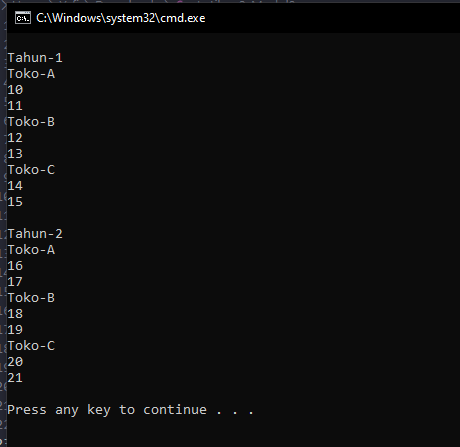 C:\Windows\system32\cmd.exe
Tahun-1
Toko-A
10
11
Toko-B
12
13
Toko-C
14
15
Tahun-2
Toko-A
16
17
Toko-B
18
19
Toko-C
20
21
Press any key to continue . . .